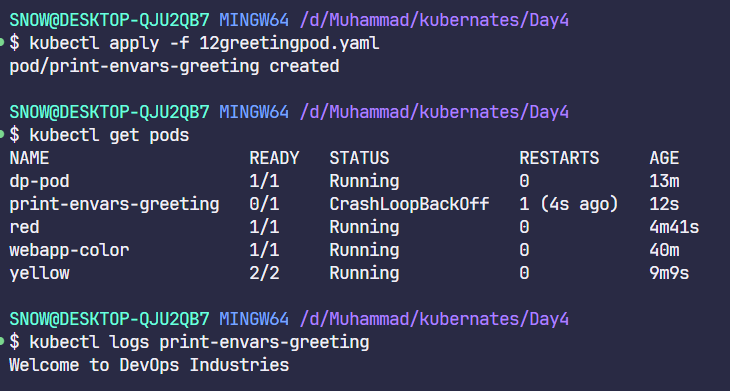 SNOW@DESKTOP-QJU2QB7 MINGW64 /d/Muhammad/kubernates/Day4
$ kubectl apply -f 12greetingpod.yaml
pod/print-envars-greeting created
SNOW@DESKTOP-QJU2QB7 MINGW64 /d/Muhammad/kubernates/Day4
$ kubectl get pods
NAME READY STATUS RESTARTS AGE
dp-pod 1/1 Running 0 13m
print-envars-greeting 0/1 CrashLoopBackOff 1 (4s ago) 12s
red 1/1 Running 0 4m41s
webapp-color 1/1 Running 0 40m
yellow 2/2 Running 0 9m9s
SNOW@DESKTOP-QJU2QB7 MINGW64 /d/Muhammad/kubernates/Day4
$ kubectl logs print-envars-greeting
Welcome to DevOps Industries